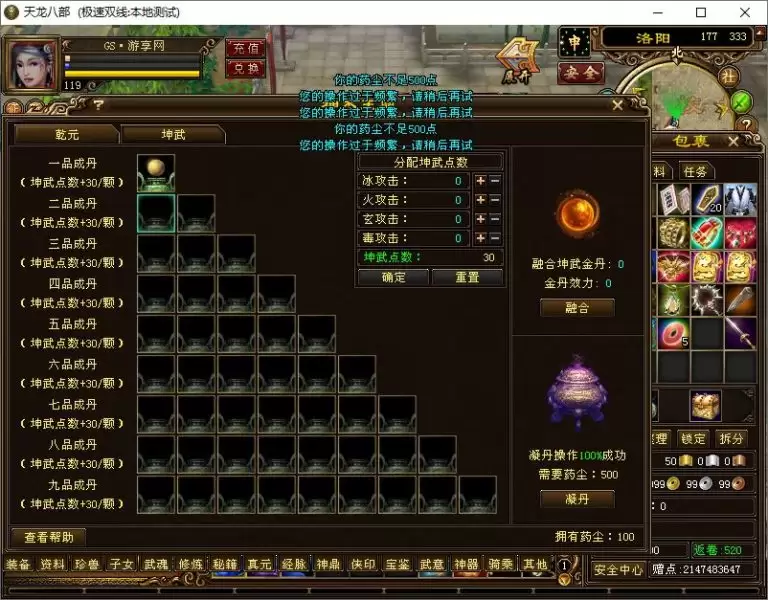 天龙八部 (极速双线:本地测试)
GS·游享网
充值
兑换
119
展开
申
洛阳 177 333
北
安全
社
你的药尘不足500点
您的操作过于频繁，请稍后再试
您的操作过于频繁，请稍后再试
你的药尘不足500点
您的操作过于频繁，请稍后再试
?
包裹
料 任务
乾元 坤武
一品成丹
(坤武点数+30/颗)
二品成丹
(坤武点数+30/颗)
三品成丹
(坤武点数+30/颗)
四品成丹
(坤武点数+30/颗)
五品成丹
(坤武点数+30/颗)
六品成丹
(坤武点数+30/颗)
七品成丹
(坤武点数+30/颗)
八品成丹
(坤武点数+30/颗)
九品成丹
(坤武点数+30/颗)
分配坤武点数
冰攻击： 0 + -
火攻击： 0 + -
玄攻击： 0 + -
毒攻击： 0 + -
坤武点数： 30
确定 重置
融合坤武金丹：0
金丹效力：0
融合
凝丹操作100%成功
需要药尘：500
凝丹
查看帮助
拥有药尘：100
20
5
理 锁定 拆分
50 0 0
99 99 99
: 0
返卷:520
安全中心 赠点:2147483647
装备 资料 珍兽 子女 武魂 修炼 秘籍 真元 经脉 神鼎 侠印 宝鉴 武意 神器 骑乘 其他 1